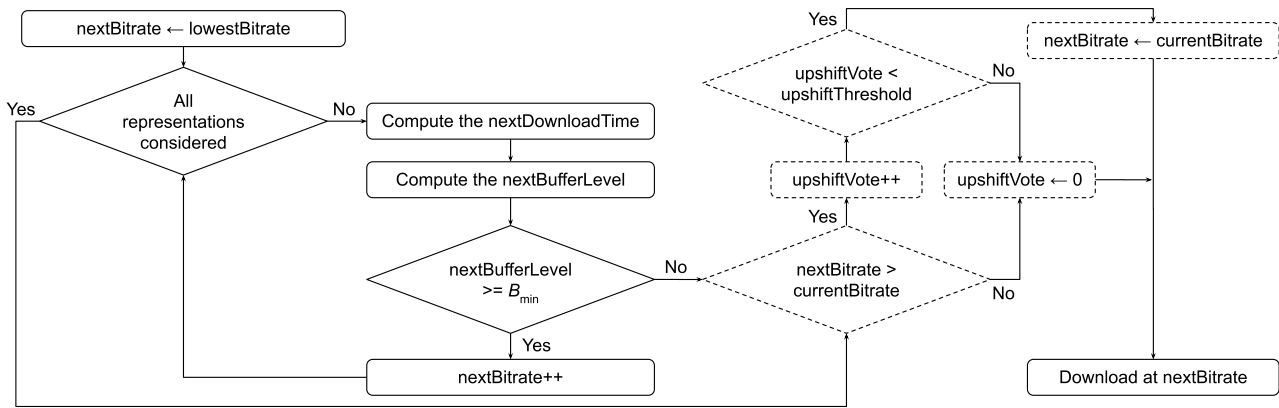 nextBitrate ← lowestBitrate
All
representations
considered
Yes
No
Compute the nextDownloadTime
Compute the nextBufferLevel
nextBufferLevel
>= Bmin
No
Yes
nextBitrate++
nextBitrate >
currentBitrate
Yes
No
upshiftVote++
upshiftVote <
upshiftThreshold
Yes
No
upshiftVote ← 0
nextBitrate ← currentBitrate
Download at nextBitrate